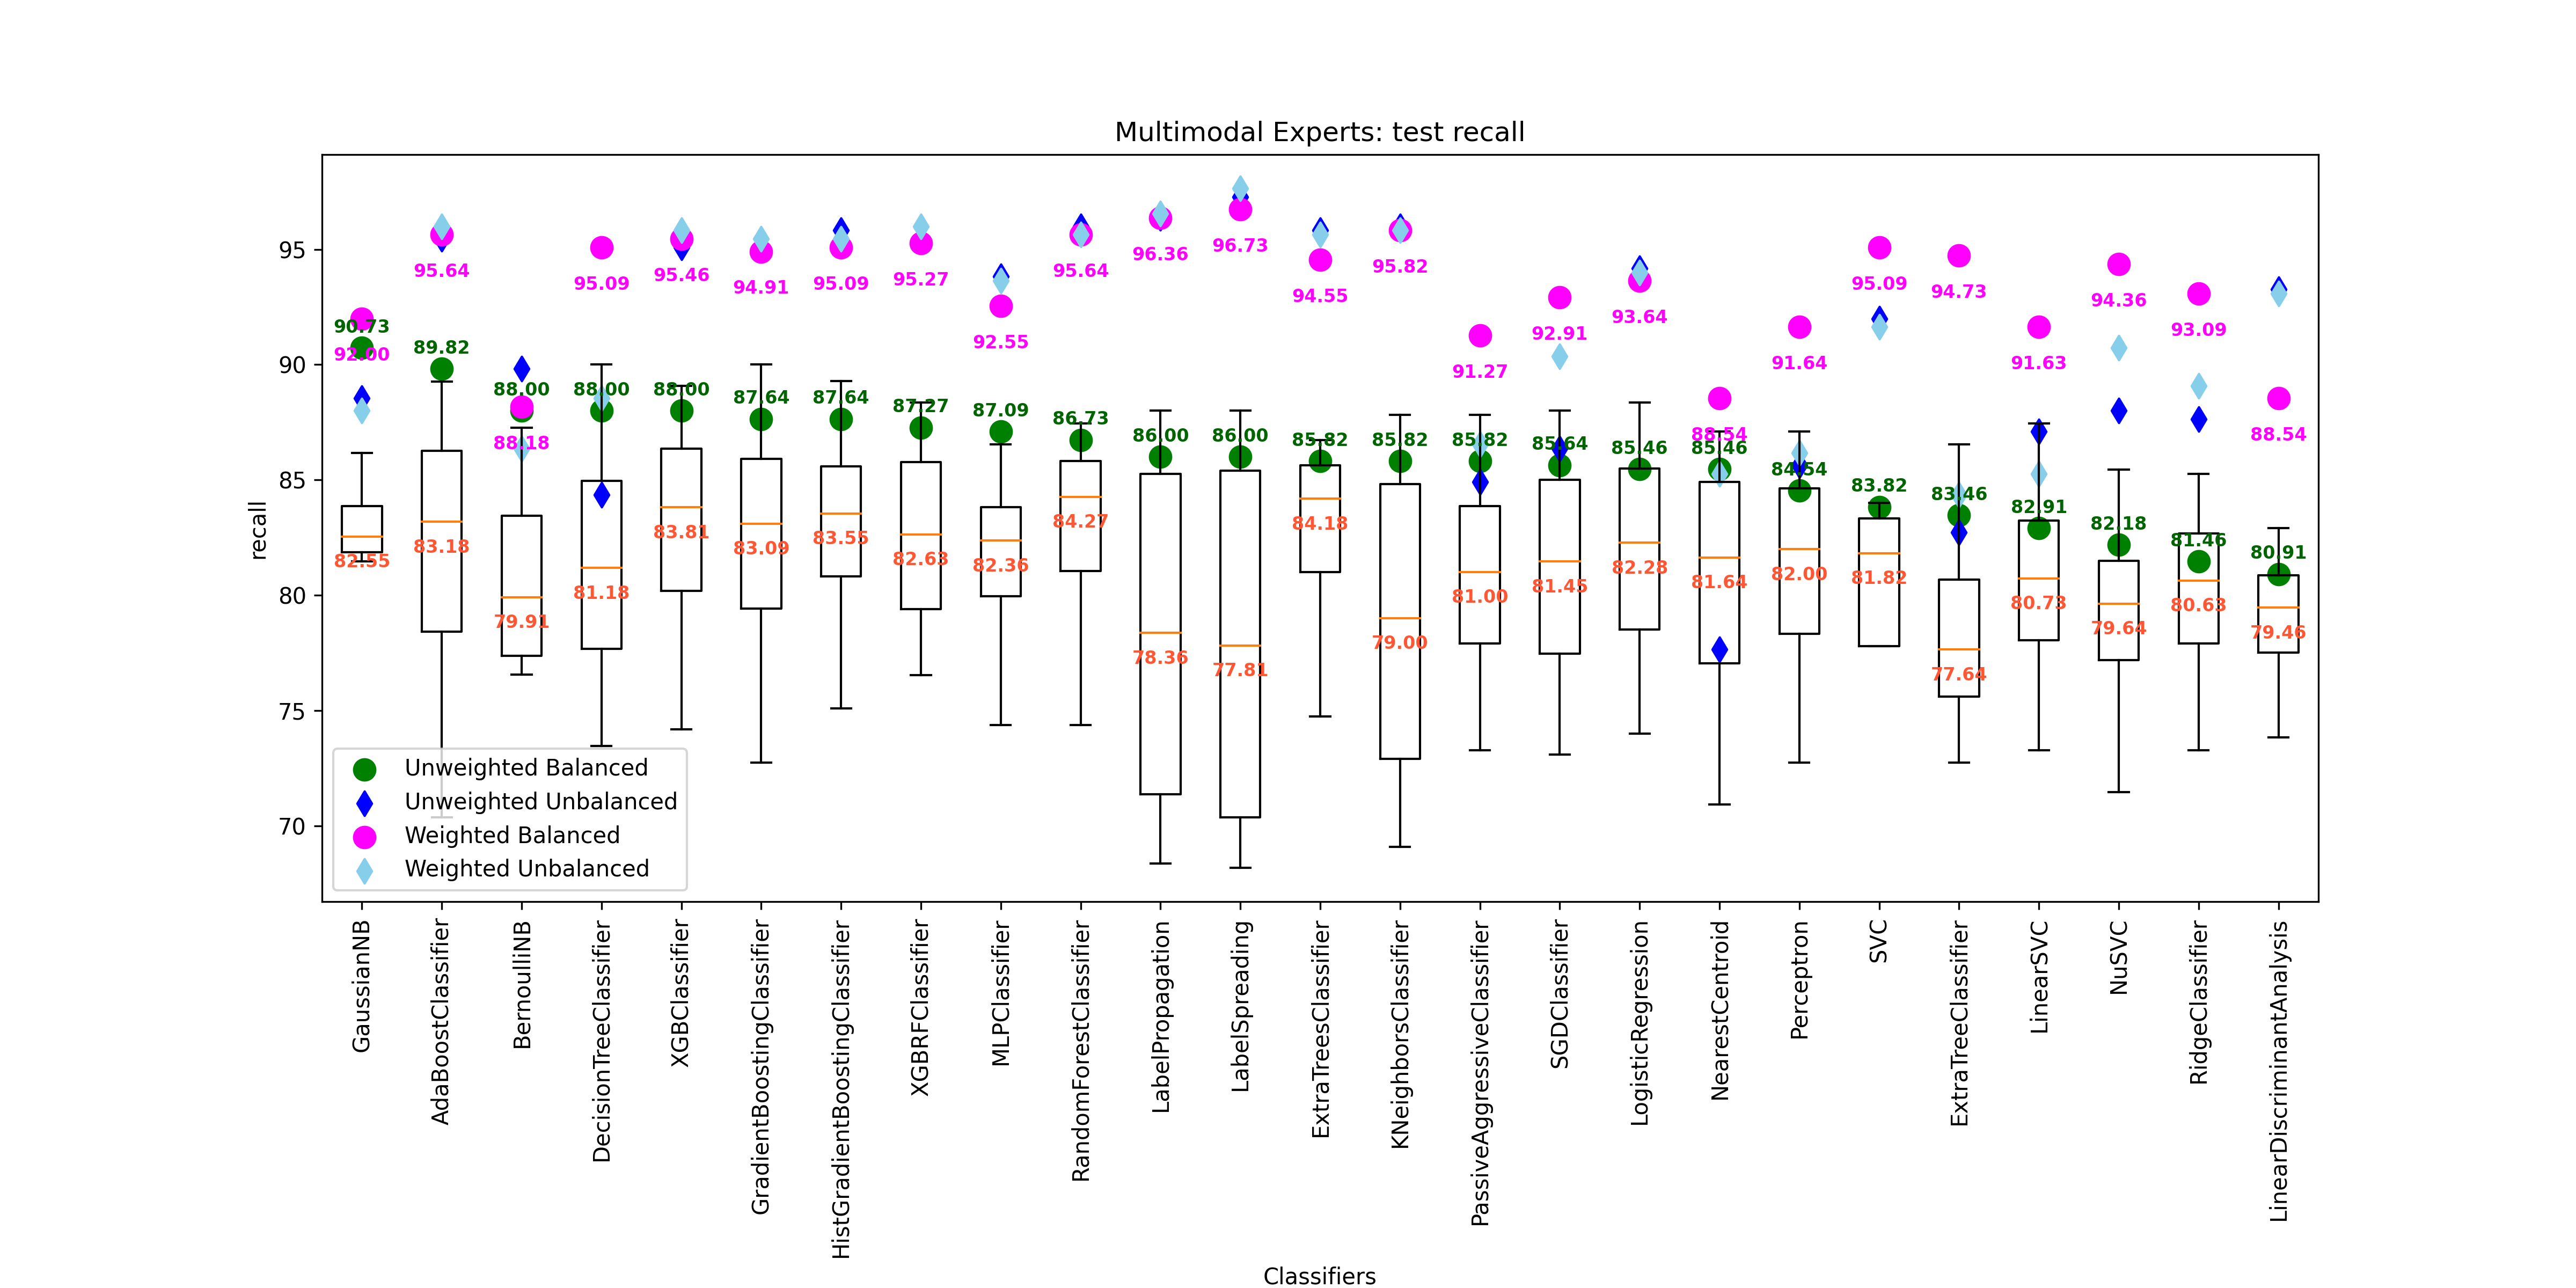 Multimodal Experts: test recall
recall
95
90
85
80
75
70
90.73
92.00
82.55
95.64
89.82
83.18
88.00
88.18
79.91
95.09
88.00
81.18
95.46
88.00
83.81
94.91
87.64
83.09
95.09
87.64
83.55
95.27
87.27
82.63
92.55
87.09
82.36
95.64
86.73
84.27
96.36
86.00
78.36
96.73
86.00
77.81
94.55
85.82
84.18
95.82
85.82
79.00
91.27
85.82
81.00
92.91
85.64
81.45
93.64
85.46
82.28
88.54
85.46
81.64
91.64
84.54
82.00
95.09
83.82
81.82
94.73
83.46
77.64
91.63
82.91
80.73
94.36
82.18
79.64
93.09
81.46
80.63
88.54
80.91
79.46
Unweighted Balanced
Unweighted Unbalanced
Weighted Balanced
Weighted Unbalanced
GaussianNB
AdaBoostClassifier
BernoulliNB
DecisionTreeClassifier
XGBClassifier
GradientBoostingClassifier
HistGradientBoostingClassifier
XGBRFClassifier
MLPClassifier
RandomForestClassifier
LabelPropagation
LabelSpreading
ExtraTreesClassifier
KNeighborsClassifier
PassiveAggressiveClassifier
SGDClassifier
LogisticRegression
NearestCentroid
Perceptron
SVC
ExtraTreeClassifier
LinearSVC
NuSVC
RidgeClassifier
LinearDiscriminantAnalysis
Classifiers